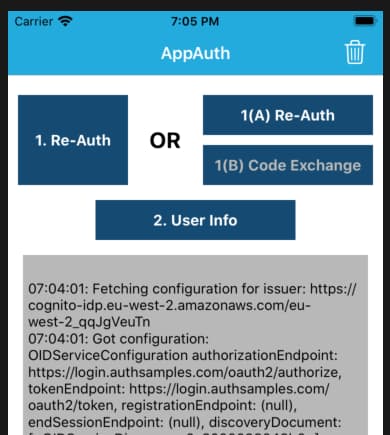 Carrier 7:05 PM
AppAuth
1. Re-Auth
OR
1(A) Re-Auth
1(B) Code Exchange
2. User Info
07:04:01: Fetching configuration for issuer: https://
cognito-idp.eu-west-2.amazonaws.com/eu-
west-2_qqJgVeuTn
07:04:01: Got configuration:
OIDServiceConfiguration authorizationEndpoint:
https://login.authsamples.com/oauth2/authorize,
tokenEndpoint: https://login.authsamples.com/
oauth2/token, registrationEndpoint: (null),
endSessionEndpoint: (null), discoveryDocument: